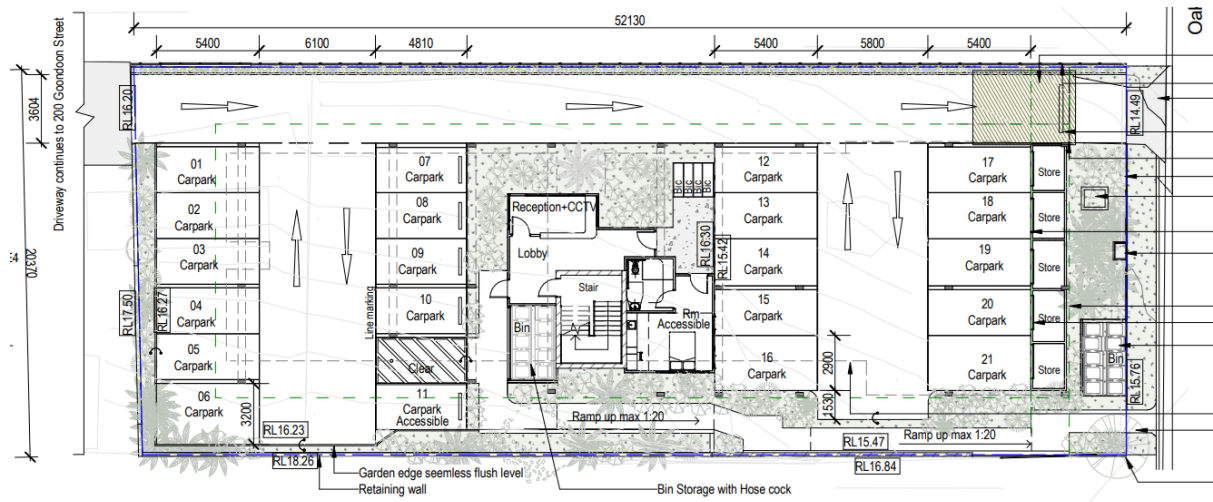 52130
5400
6100
4810
5400
5800
5400
Oal
Driveway continues to 200 Goondoon Street
3604
20370
RL16.20
RL14.49
01
Carpark
02
Carpark
03
Carpark
04
Carpark
05
Carpark
06
Carpark
07
Carpark
08
Carpark
09
Carpark
10
Carpark
Clear
11
Carpark
Accessible
Line marking
RL17.50
RL16.27
3200
RL16.23
RL18.26
Reception+CCTV
Lobby
Stair
Bin
Rm
Accessible
Bic
Bic
Bic
Bic
RL16:30
RL15.42
12
Carpark
13
Carpark
14
Carpark
15
Carpark
16
Carpark
2900
1530
17
Carpark
18
Carpark
19
Carpark
20
Carpark
21
Carpark
Store
Store
Store
Store
Store
Bin
RL15.76
Ramp up max 1:20
Ramp up max 1:20
RL15.47
RL16.84
Garden edge seemless flush level
Retaining wall
Bin Storage with Hose cock